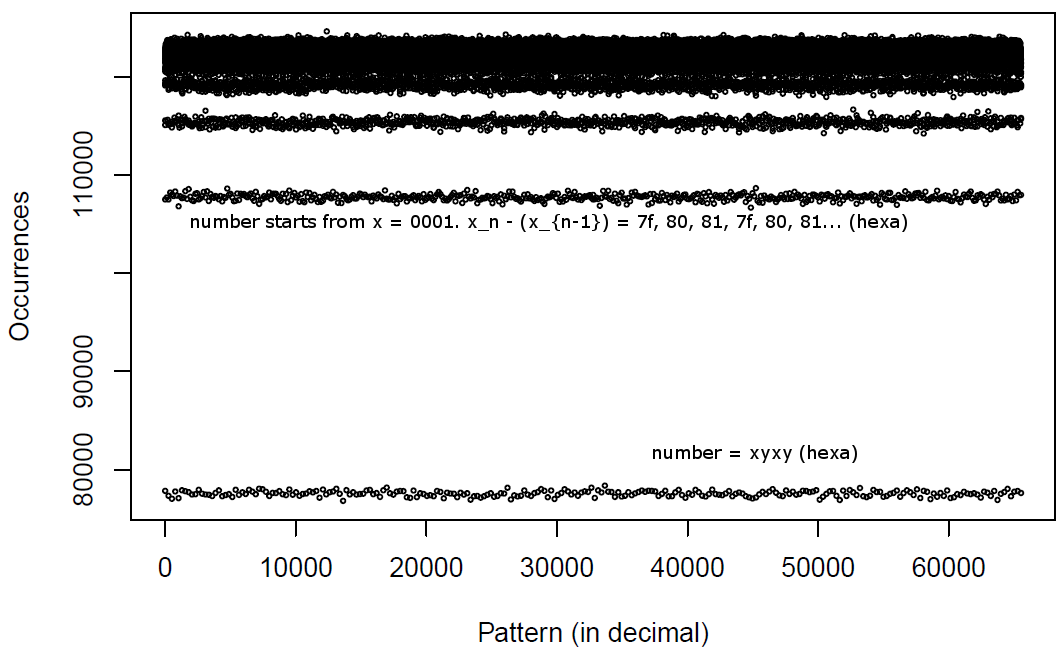 Occurrences
110000
90000
80000
number starts from x = 0001. x_n - (x_{n-1}) = 7f, 80, 81, 7f, 80, 81... (hexa)
number = xyxy (hexa)
0 10000 20000 30000 40000 50000 60000
Pattern (in decimal)